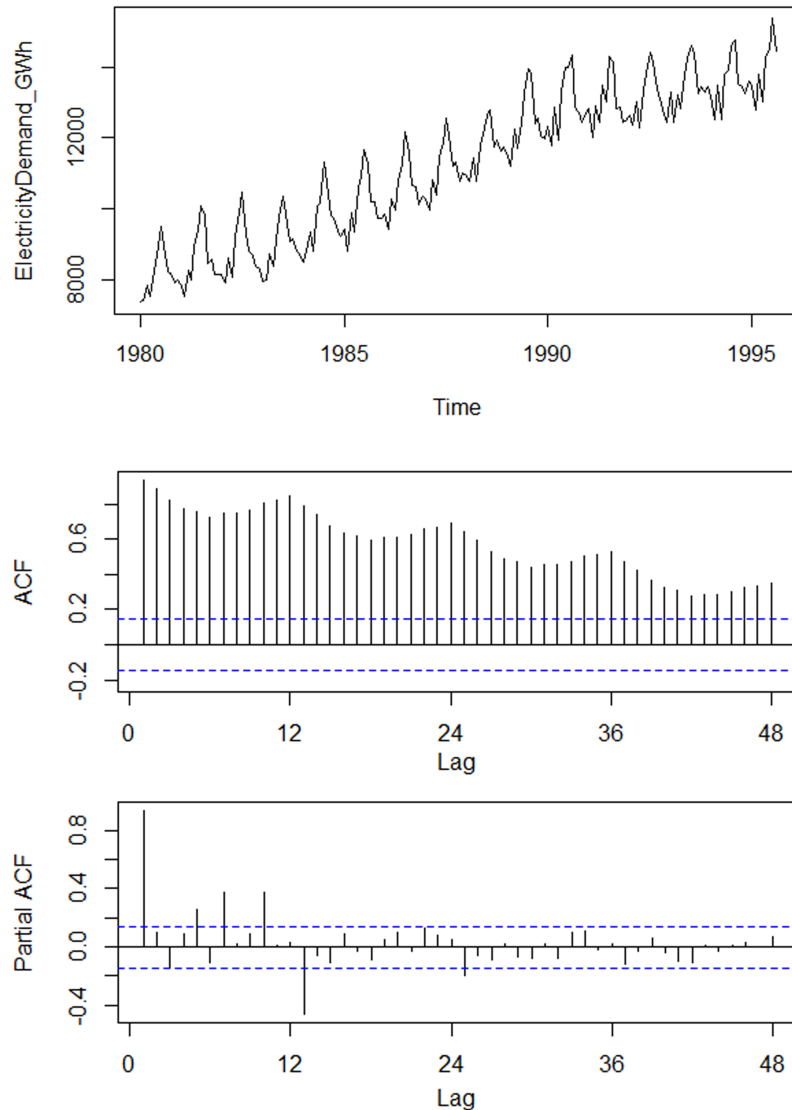 ElectricityDemand_GWh
12000
8000
1980 1985 1990 1995
Time
ACF
0.6
0.2
-0.2
0 12 24 36 48
Lag
Partial ACF
0.8
0.4
0.0
-0.4
0 12 24 36 48
Lag